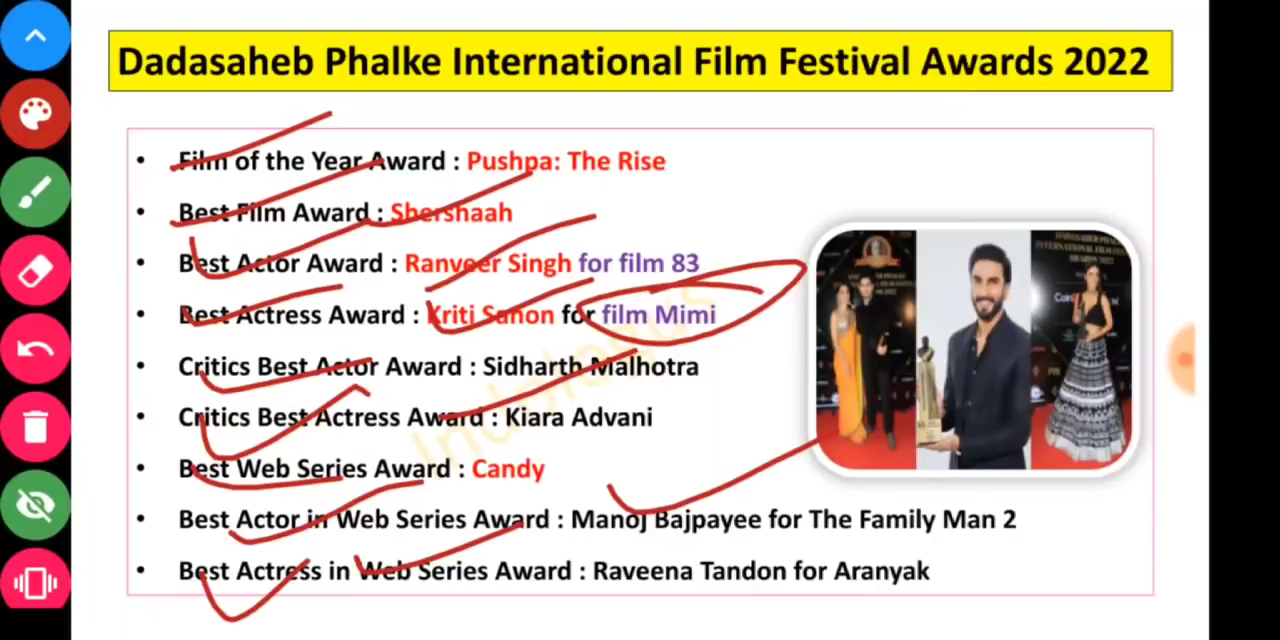 Dadasaheb Phalke International Film Festival Awards 2022
• Film of the Year Award : Pushpa: The Rise
• Best Film Award : Shershaah
• Best Actor Award : Ranveer Singh for film 83
• Best Actress Award : Kriti Sanon for film Mimi
• Critics Best Actor Award : Sidharth Malhotra
• Critics Best Actress Award : Kiara Advani
• Best Web Series Award : Candy
• Best Actor in Web Series Award : Manoj Bajpayee for The Family Man 2
• Best Actress in Web Series Award : Raveena Tandon for Aranyak